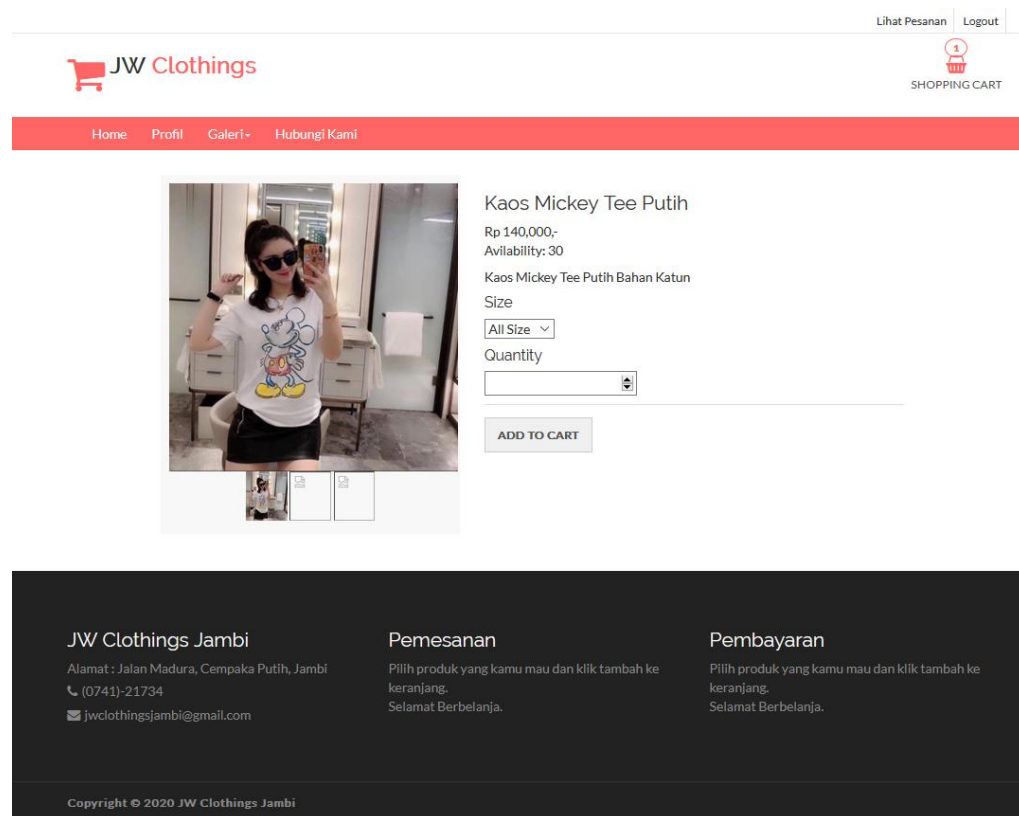 Lihat Pesanan Logout
JW Clothings
1
SHOPPING CART
Home Profil Galeri Hubungi Kami
Kaos Mickey Tee Putih
Rp 140,000,-
Avilability: 30
Kaos Mickey Tee Putih Bahan Katun
Size
All Size
Quantity
ADD TO CART
JW Clothings Jambi
Alamat : Jalan Madura, Cempaka Putih, Jambi
(0741)-21734
jwclothingsjambi@gmail.com
Pemesanan
Pilih produk yang kamu mau dan klik tambah ke
keranjang.
Selamat Berbelanja.
Pembayaran
Pilih produk yang kamu mau dan klik tambah ke
keranjang.
Selamat Berbelanja.
Copyright © 2020 JW Clothings Jambi